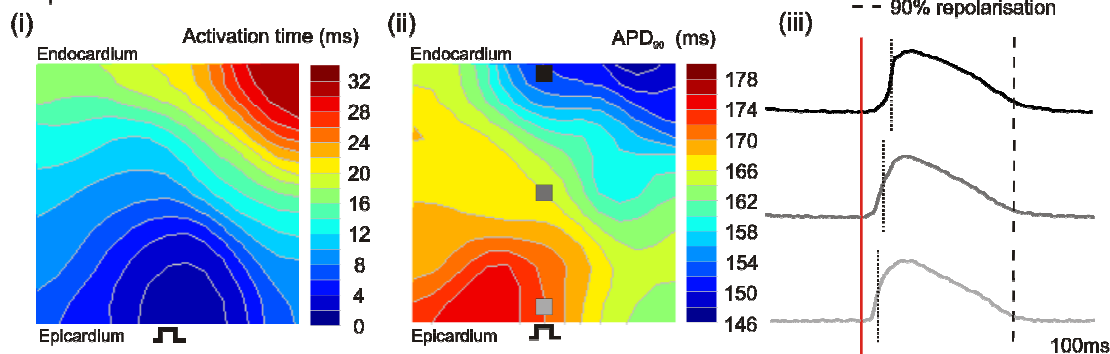 (i)
Activation time (ms)
Endocardium
32
28
24
20
16
12
8
4
0
Epicardium
(ii)
APD₉₀ (ms)
Endocardium
178
174
170
166
162
158
154
150
146
Epicardium
(iii)
90% repolarisation
100ms